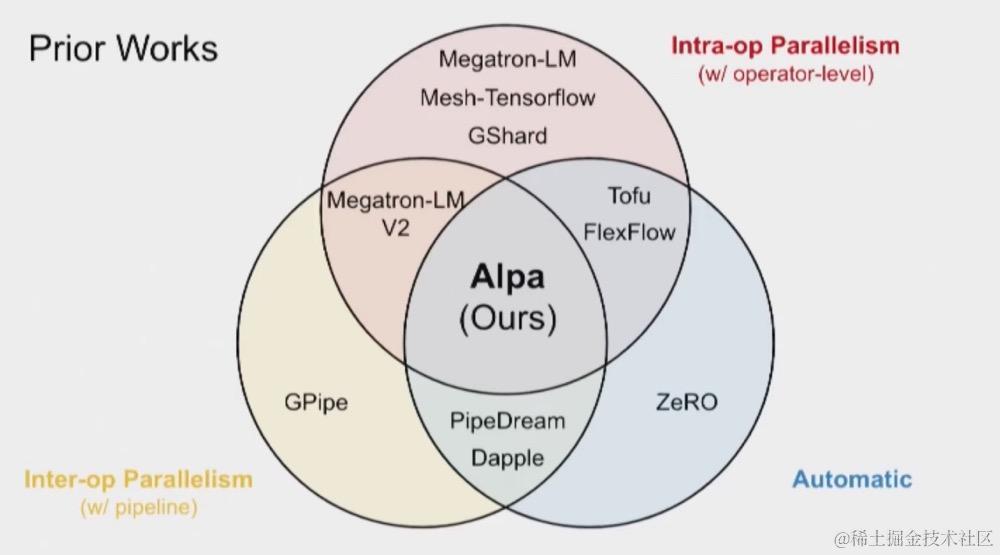 Prior Works
Intra-op Parallelism
(w/ operator-level)
Megatron-LM
Mesh-Tensorflow
GShard
Megatron-LM
V2
Tofu
FlexFlow
Alpa
(Ours)
GPipe
PipeDream
Dapple
ZeRO
Inter-op Parallelism
(w/ pipeline)
Automatic
@稀土掘金技术社区